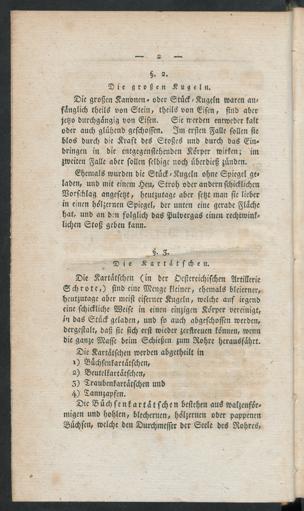 — 2 —
§. 2.
Die großen Kugeln.
Die großen Kanonen- oder Stück-Kugeln waren an-
fänglich theils von Stein, theils von Eisen, sind aber
jetzo durchgängig von Eisen. Sie werden entweder kalt
oder auch glühend geschossen. Im ersten Falle sollen sie
blos durch die Kraft des Stoßes und durch das Ein-
dringen in die entgegenstehenden Körper wirken; im
zweiten Falle aber sollen selbige noch überdieß zünden.
Ehemals wurden die Stück-Kugeln ohne Spiegel ge-
laden, und mit einem Heu, Stroh oder andern schicklichen
Vorschlag angesetzt, heutzutage aber setzt man sie lieber
in einen hölzernen Spiegel, der unten eine gerade Fläche
hat, und an den folglich das Pulvergas einen rechtwink-
lichen Stoß geben kann.
§. 3.
Die Kartätschen.
Die Kartätschen (in der Oesterreichischen Artillerie
Schrote,) sind eine Menge kleiner, ehemals bleierner,
heutzutage aber meist eiserner Kugeln, welche auf irgend
eine schickliche Weise in einen einzigen Körper vereinigt,
in das Stück geladen, und so auch abgeschossen werden,
dergestalt, daß sie sich erst wieder zerstreuen können, wenn
die ganze Masse beim Schießen zum Rohre herausfährt.
Die Kartätschen werden abgetheilt in
1) Büchsenkartätschen,
2) Beutelkartätschen,
3) Traubenkartätschen und
4) Tannzapfen.
Die Büchsenkartätschen bestehen aus walzenför-
migen und hohlen, blechernen, hölzernen oder pappenen
Büchsen, welche den Durchmesser der Seele des Rohres,